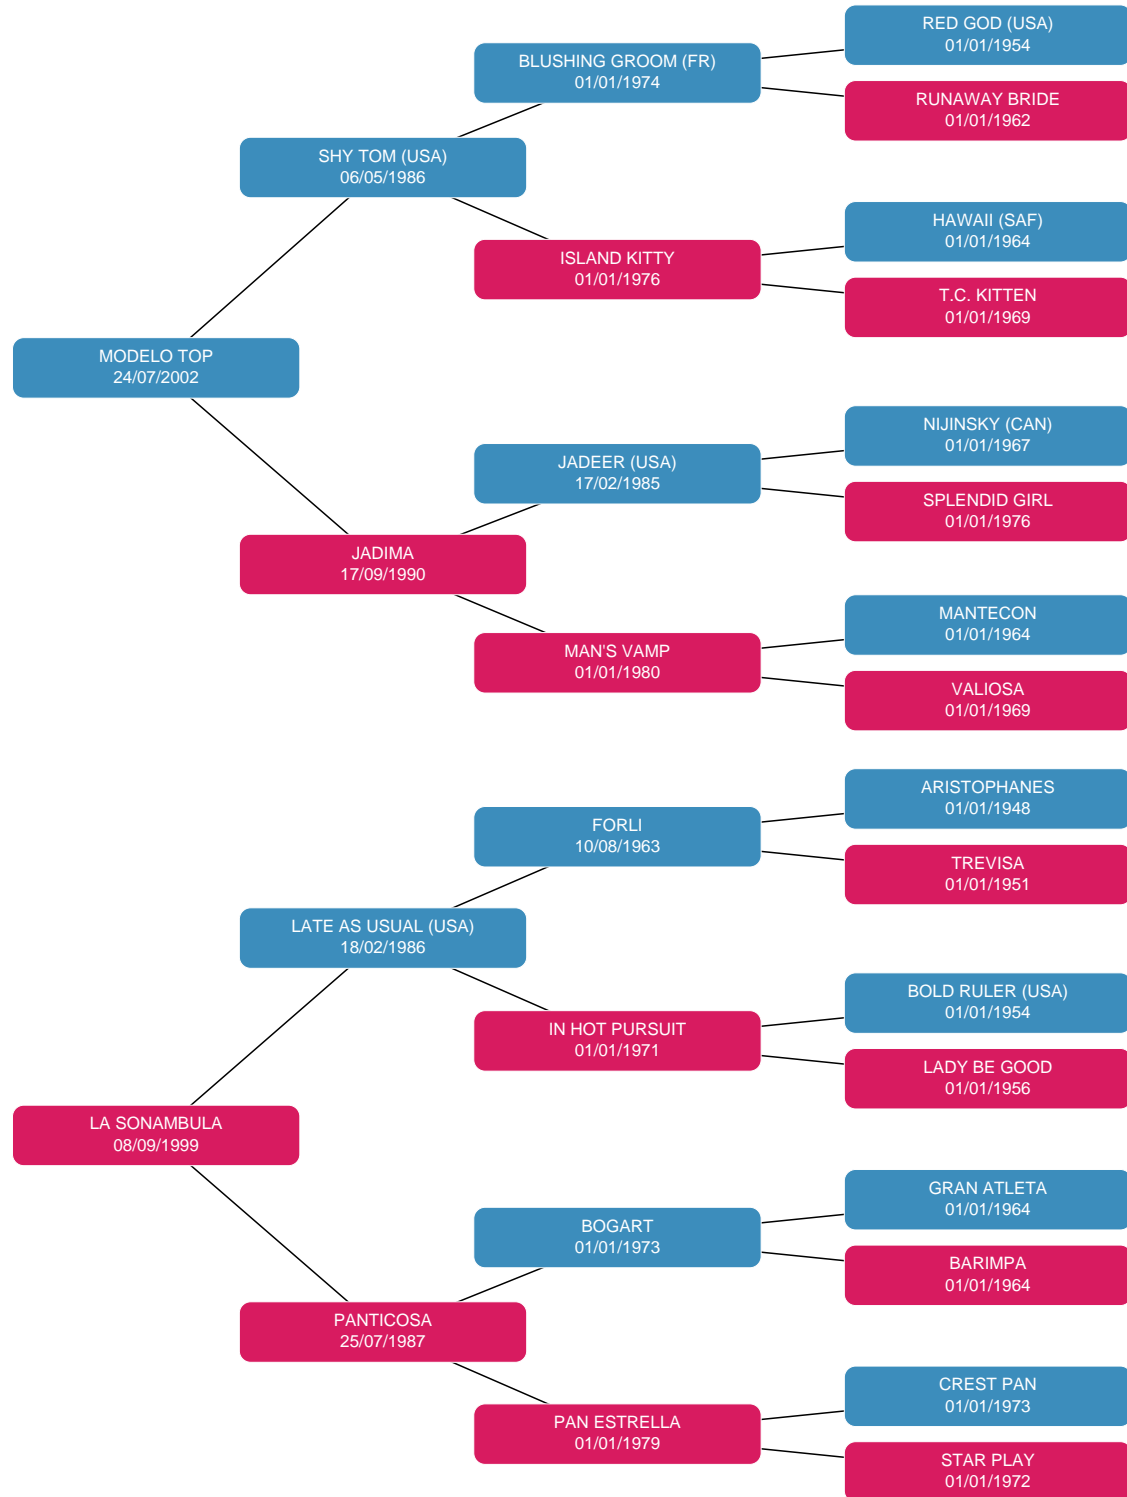 RED GOD (USA)
01/01/1954
BLUSHING GROOM (FR)
01/01/1974
RUNAWAY BRIDE
01/01/1962
SHY TOM (USA)
06/05/1986
HAWAII (SAF)
01/01/1964
ISLAND KITTY
01/01/1976
T.C. KITTEN
01/01/1969
MODELO TOP
24/07/2002
NIJINSKY (CAN)
01/01/1967
JADEER (USA)
17/02/1985
SPLENDID GIRL
01/01/1976
JADIMA
17/09/1990
MANTECON
01/01/1964
MAN'S VAMP
01/01/1980
VALIOSA
01/01/1969
ARISTOPHANES
01/01/1948
FORLI
10/08/1963
TREVISA
01/01/1951
LATE AS USUAL (USA)
18/02/1986
BOLD RULER (USA)
01/01/1954
IN HOT PURSUIT
01/01/1971
LADY BE GOOD
01/01/1956
LA SONAMBULA
08/09/1999
GRAN ATLETA
01/01/1964
BOGART
01/01/1973
BARIMPA
01/01/1964
PANTICOSA
25/07/1987
CREST PAN
01/01/1973
PAN ESTRELLA
01/01/1979
STAR PLAY
01/01/1972